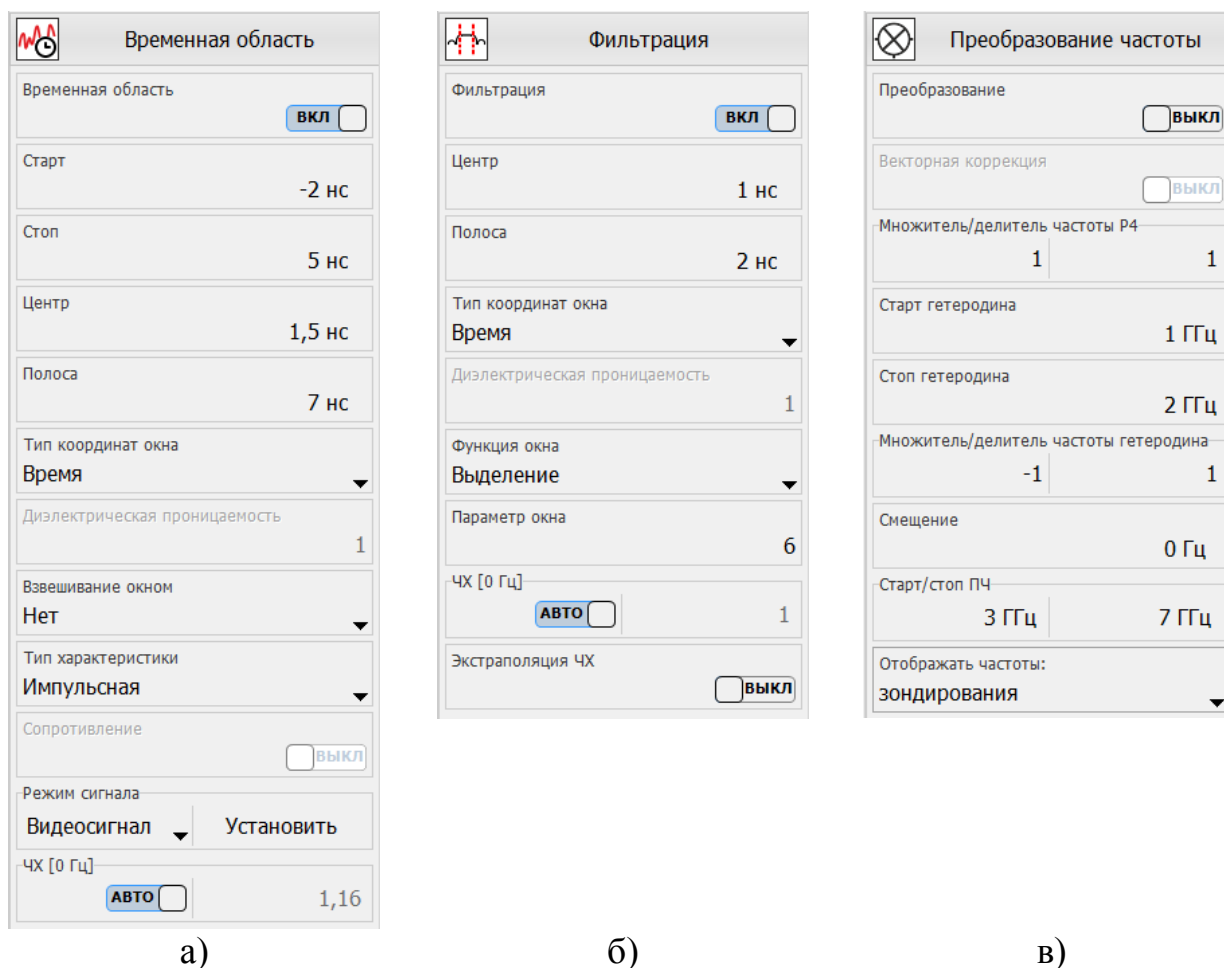 Временная область
Временная область
ВКЛ
Старт
-2 нс
Стоп
5 нс
Центр
1,5 нс
Полоса
7 нс
Тип координат окна
Время
Диэлектрическая проницаемость
1
Взвешивание окном
Нет
Тип характеристики
Импульсная
Сопротивление
ВЫКЛ
Режим сигнала
Видеосигнал Установить
ЧХ [0 Гц]
АВТО 1,16
а)
Фильтрация
Фильтрация
ВКЛ
Центр
1 нс
Полоса
2 нс
Тип координат окна
Время
Диэлектрическая проницаемость
1
Функция окна
Выделение
Параметр окна
6
ЧХ [0 Гц]
АВТО 1
Экстраполяция ЧХ
ВЫКЛ
б)
Преобразование частоты
Преобразование
ВЫКЛ
Векторная коррекция
ВЫКЛ
Множитель/делитель частоты Р4
1 1
Старт гетеродина
1 ГГц
Стоп гетеродина
2 ГГц
Множитель/делитель частоты гетеродина
-1 1
Смещение
0 Гц
Старт/стоп ПЧ
3 ГГц 7 ГГц
Отображать частоты:
зондирования
в)